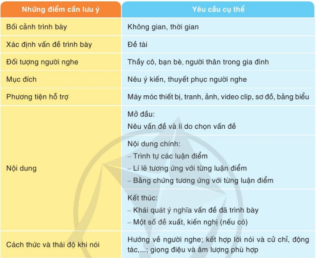 Những điểm cần lưu ý
Yêu cầu cụ thể
Bối cảnh trình bày
Không gian, thời gian
Xác định vấn đề trình bày
Đề tài
Đối tượng người nghe
Thầy cô, bạn bè, người thân trong gia đình
Mục đích
Nêu ý kiến, thuyết phục người nghe
Phương tiện hỗ trợ
Máy móc thiết bị, tranh, ảnh, video clip, sơ đồ, bảng biểu
Nội dung
Mở đầu:
Nêu vấn đề và lí do chọn vấn đề
Nội dung chính:
– Trình tự các luận điểm
– Lí lẽ tương ứng với từng luận điểm
– Bằng chứng tương ứng với từng luận điểm
Kết thúc:
– Khái quát ý nghĩa vấn đề đã trình bày
– Một số đề xuất, kiến nghị (nếu có)
Cách thức và thái độ khi nói
Hướng về người nghe; kết hợp lời nói và cử chỉ, động
tác,...; giọng điệu và âm lượng phù hợp